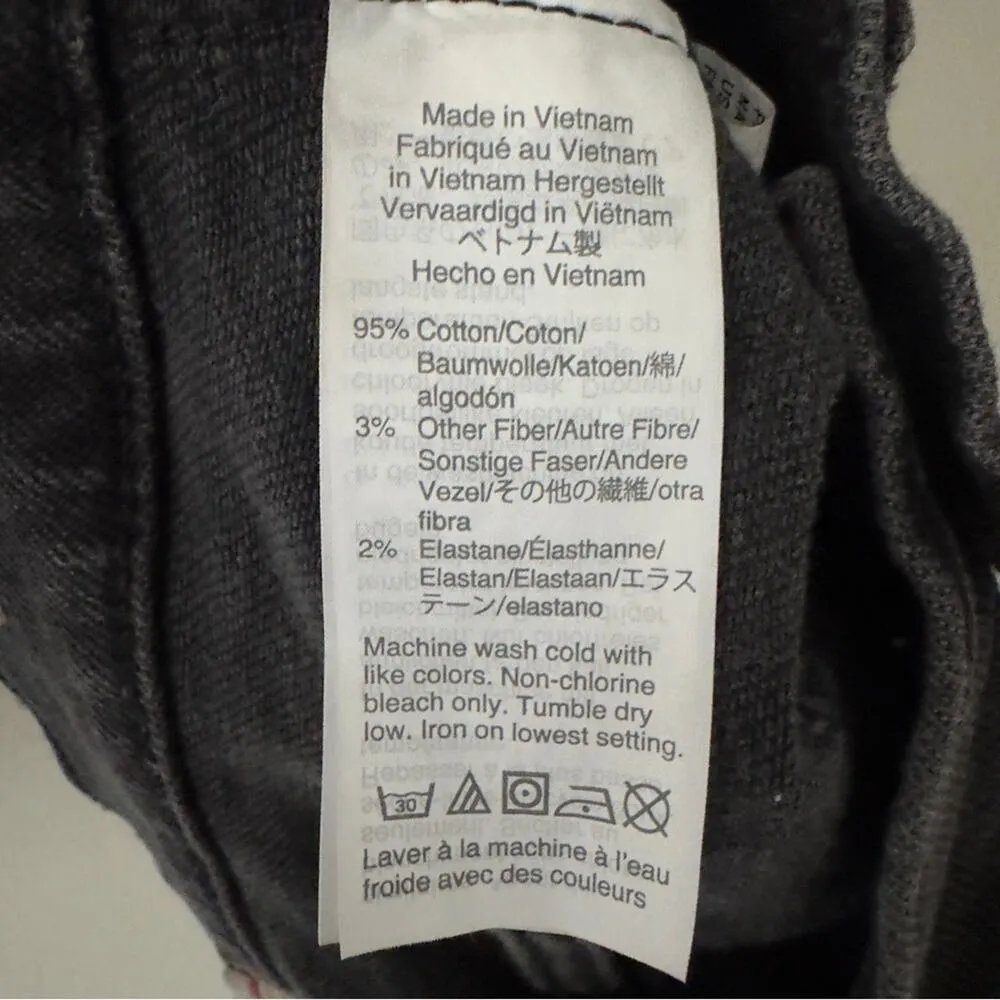 Made in Vietnam
Fabriqué au Vietnam
in Vietnam Hergestellt
Vervaardigd in Viëtnam
ベトナム製
Hecho en Vietnam
95% Cotton/Coton/
Baumwolle/Katoen/綿/
algodón
3% Other Fiber/Autre Fibre/
Sonstige Faser/Andere
Vezel/その他の繊維/otra
fibra
2% Elastane/Élasthanne/
Elastan/Elastaan/エラス
テーン/elastano
Machine wash cold with
like colors. Non-chlorine
bleach only. Tumble dry
low. Iron on lowest setting.
30
Laver à la machine à l'eau
froide avec des couleurs